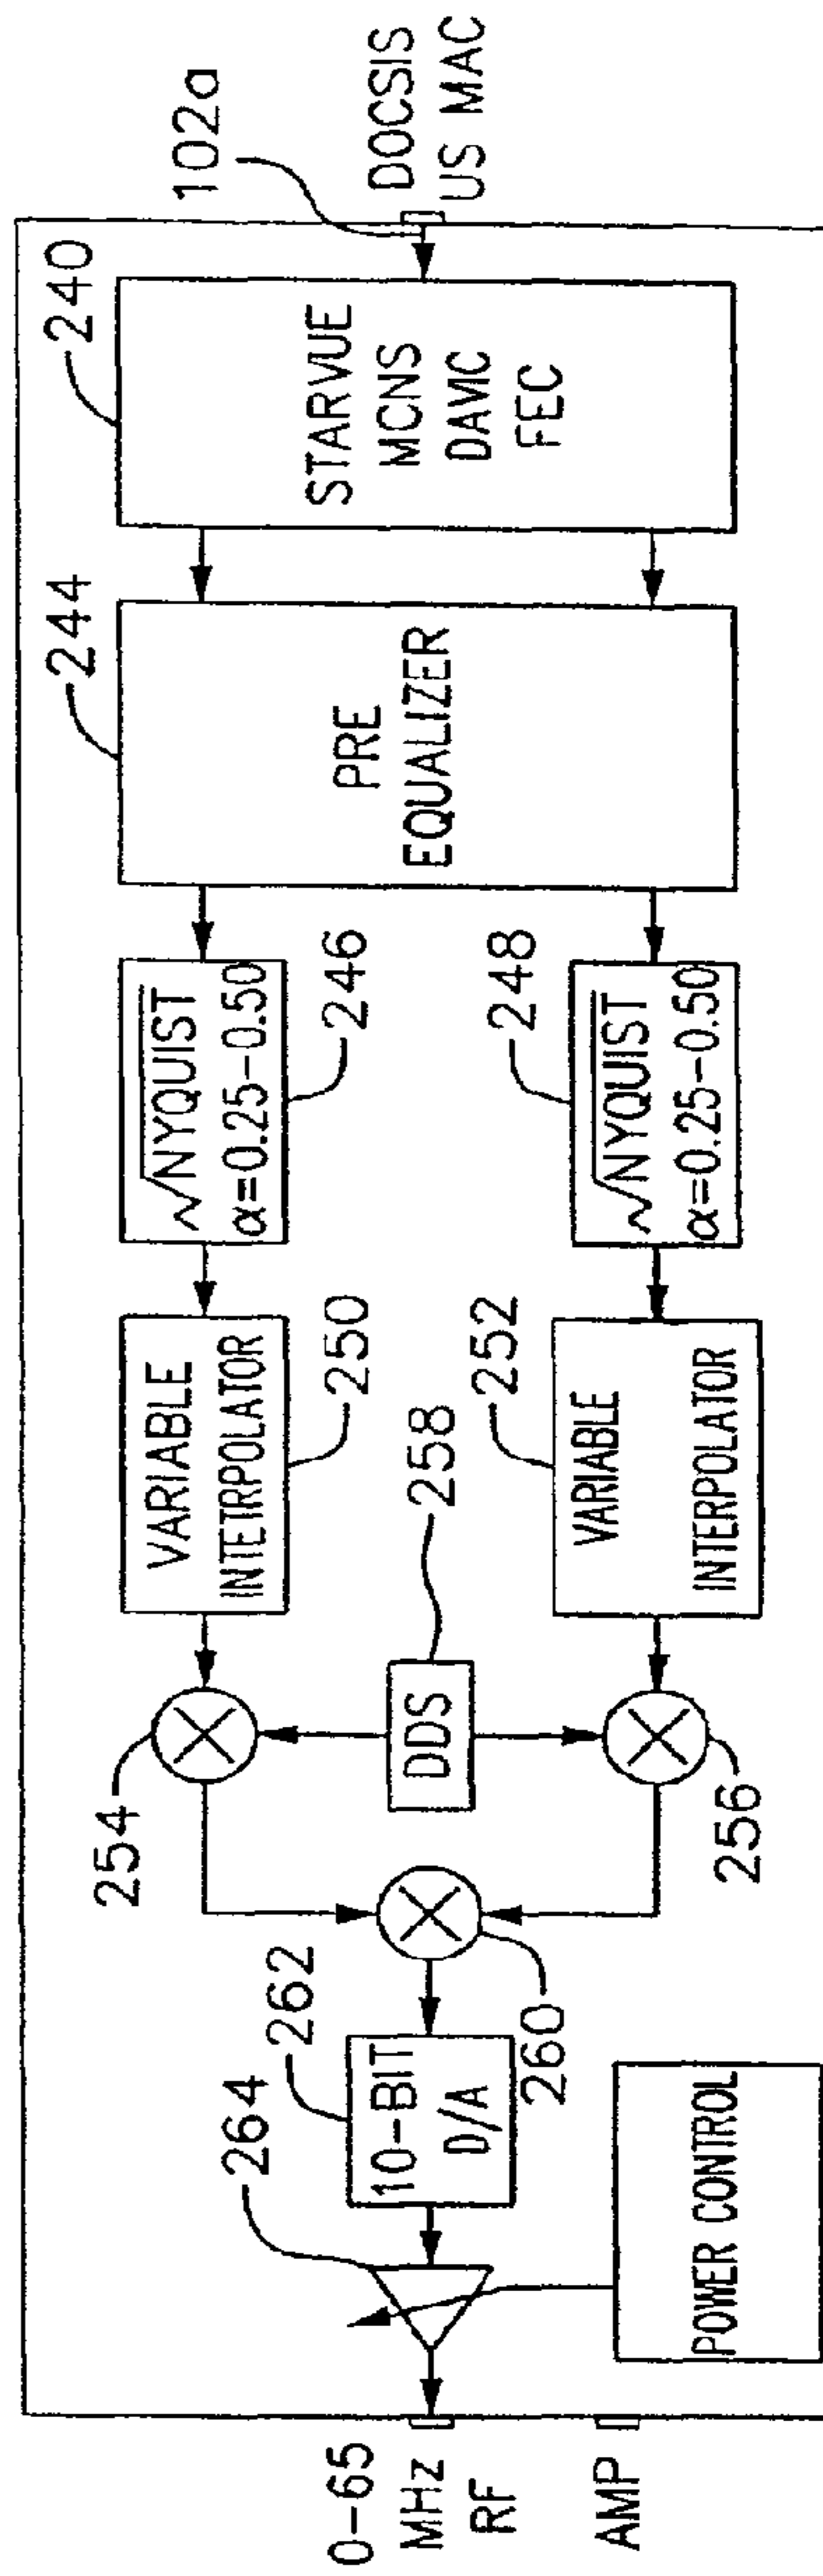 102a
DOCSIS
US MAC
240
STARVUE
MCNS
DAVIC
FEC
244
PRE
EQUALIZER
√NYQUIST
α=0.25-0.50
246
248
√NYQUIST
α=0.25-0.50
VARIABLE
INTETRPOLATOR
250
252
VARIABLE
INTERPOLATOR
258
DDS
254
256
260
262
10-BIT
D/A
264
POWER CONTROL
0-65
MHz
RF
AMP